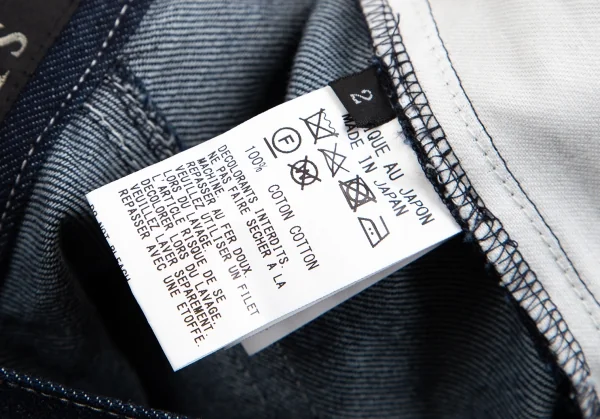 2
IQUE AU JAPON
MADE IN JAPAN
F
W
100% COTON COTTON
DECOLORANTS INTERDITS.
NE PAS FAIRE SECHER A LA
MACHINE.
REPASSER AU FER DOUX.
VEUILLEZ UTILISER UN FILET
LORS DU LAVAGE.
L'ARTICLE RISQUE DE SE
DECOLORER LORS DU LAVAGE.
VEUILLEZ LAVER SEPAREMENT.
REPASSER AVEC UNE ETOFFE.